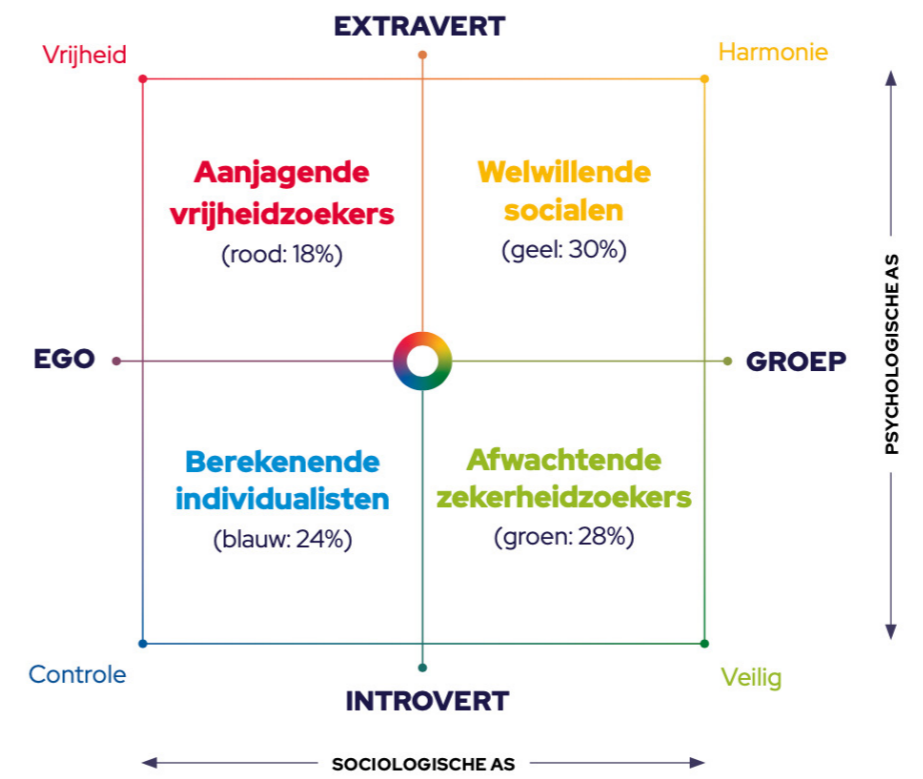 EXTRAVERT
Vrijheid
Harmonie
Aanjagende
vrijheidzoekers
(rood: 18%)
Welwillende
socialen
(geel: 30%)
EGO
GROEP
PSYCHOLOGISCHE AS
Berekenende
individualisten
(blauw: 24%)
Afwachtende
zekerheidzoekers
(groen: 28%)
Controle
Veilig
INTROVERT
SOCIOLOGISCHE AS